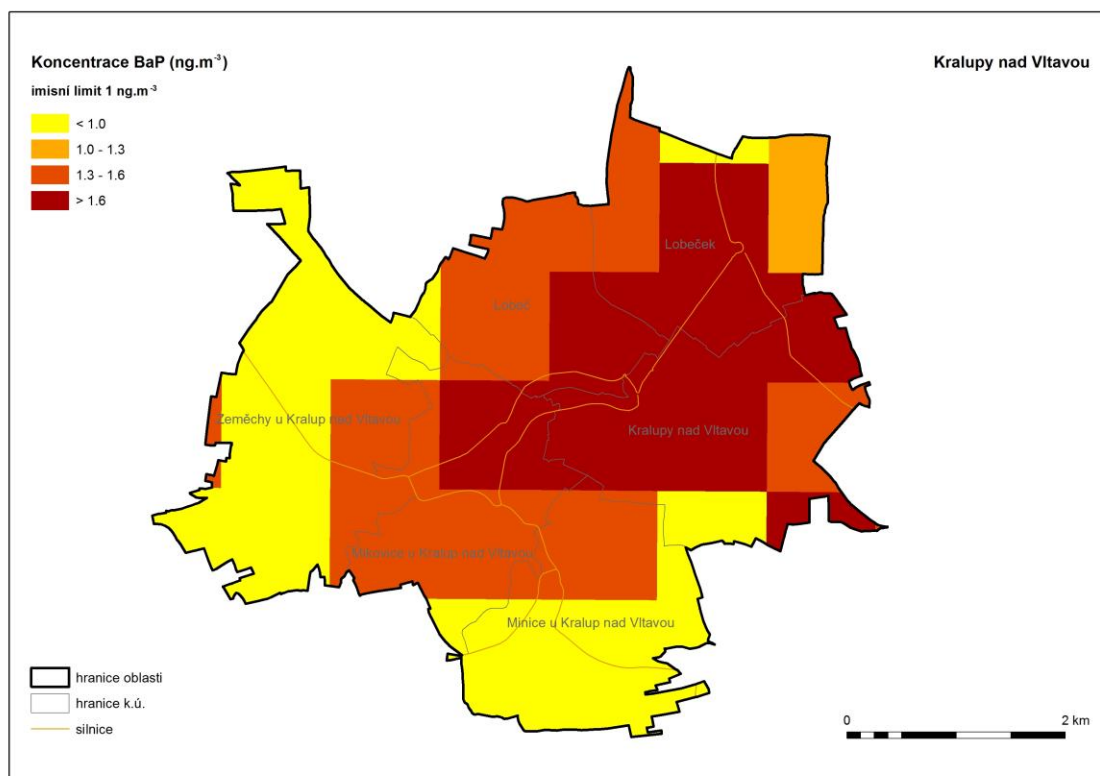 Koncentrace BaP (ng.m⁻³)
imisní limit 1 ng.m⁻³
< 1.0
1.0 - 1.3
1.3 - 1.6
> 1.6
Kralupy nad Vltavou
Lobeček
Lobeč
Zeměchy u Kralup nad Vltavou
Kralupy nad Vltavou
Mikovice u Kralup nad Vltavou
Minice u Kralup nad Vltavou
hranice oblasti
hranice k.ú.
silnice
0 2 km